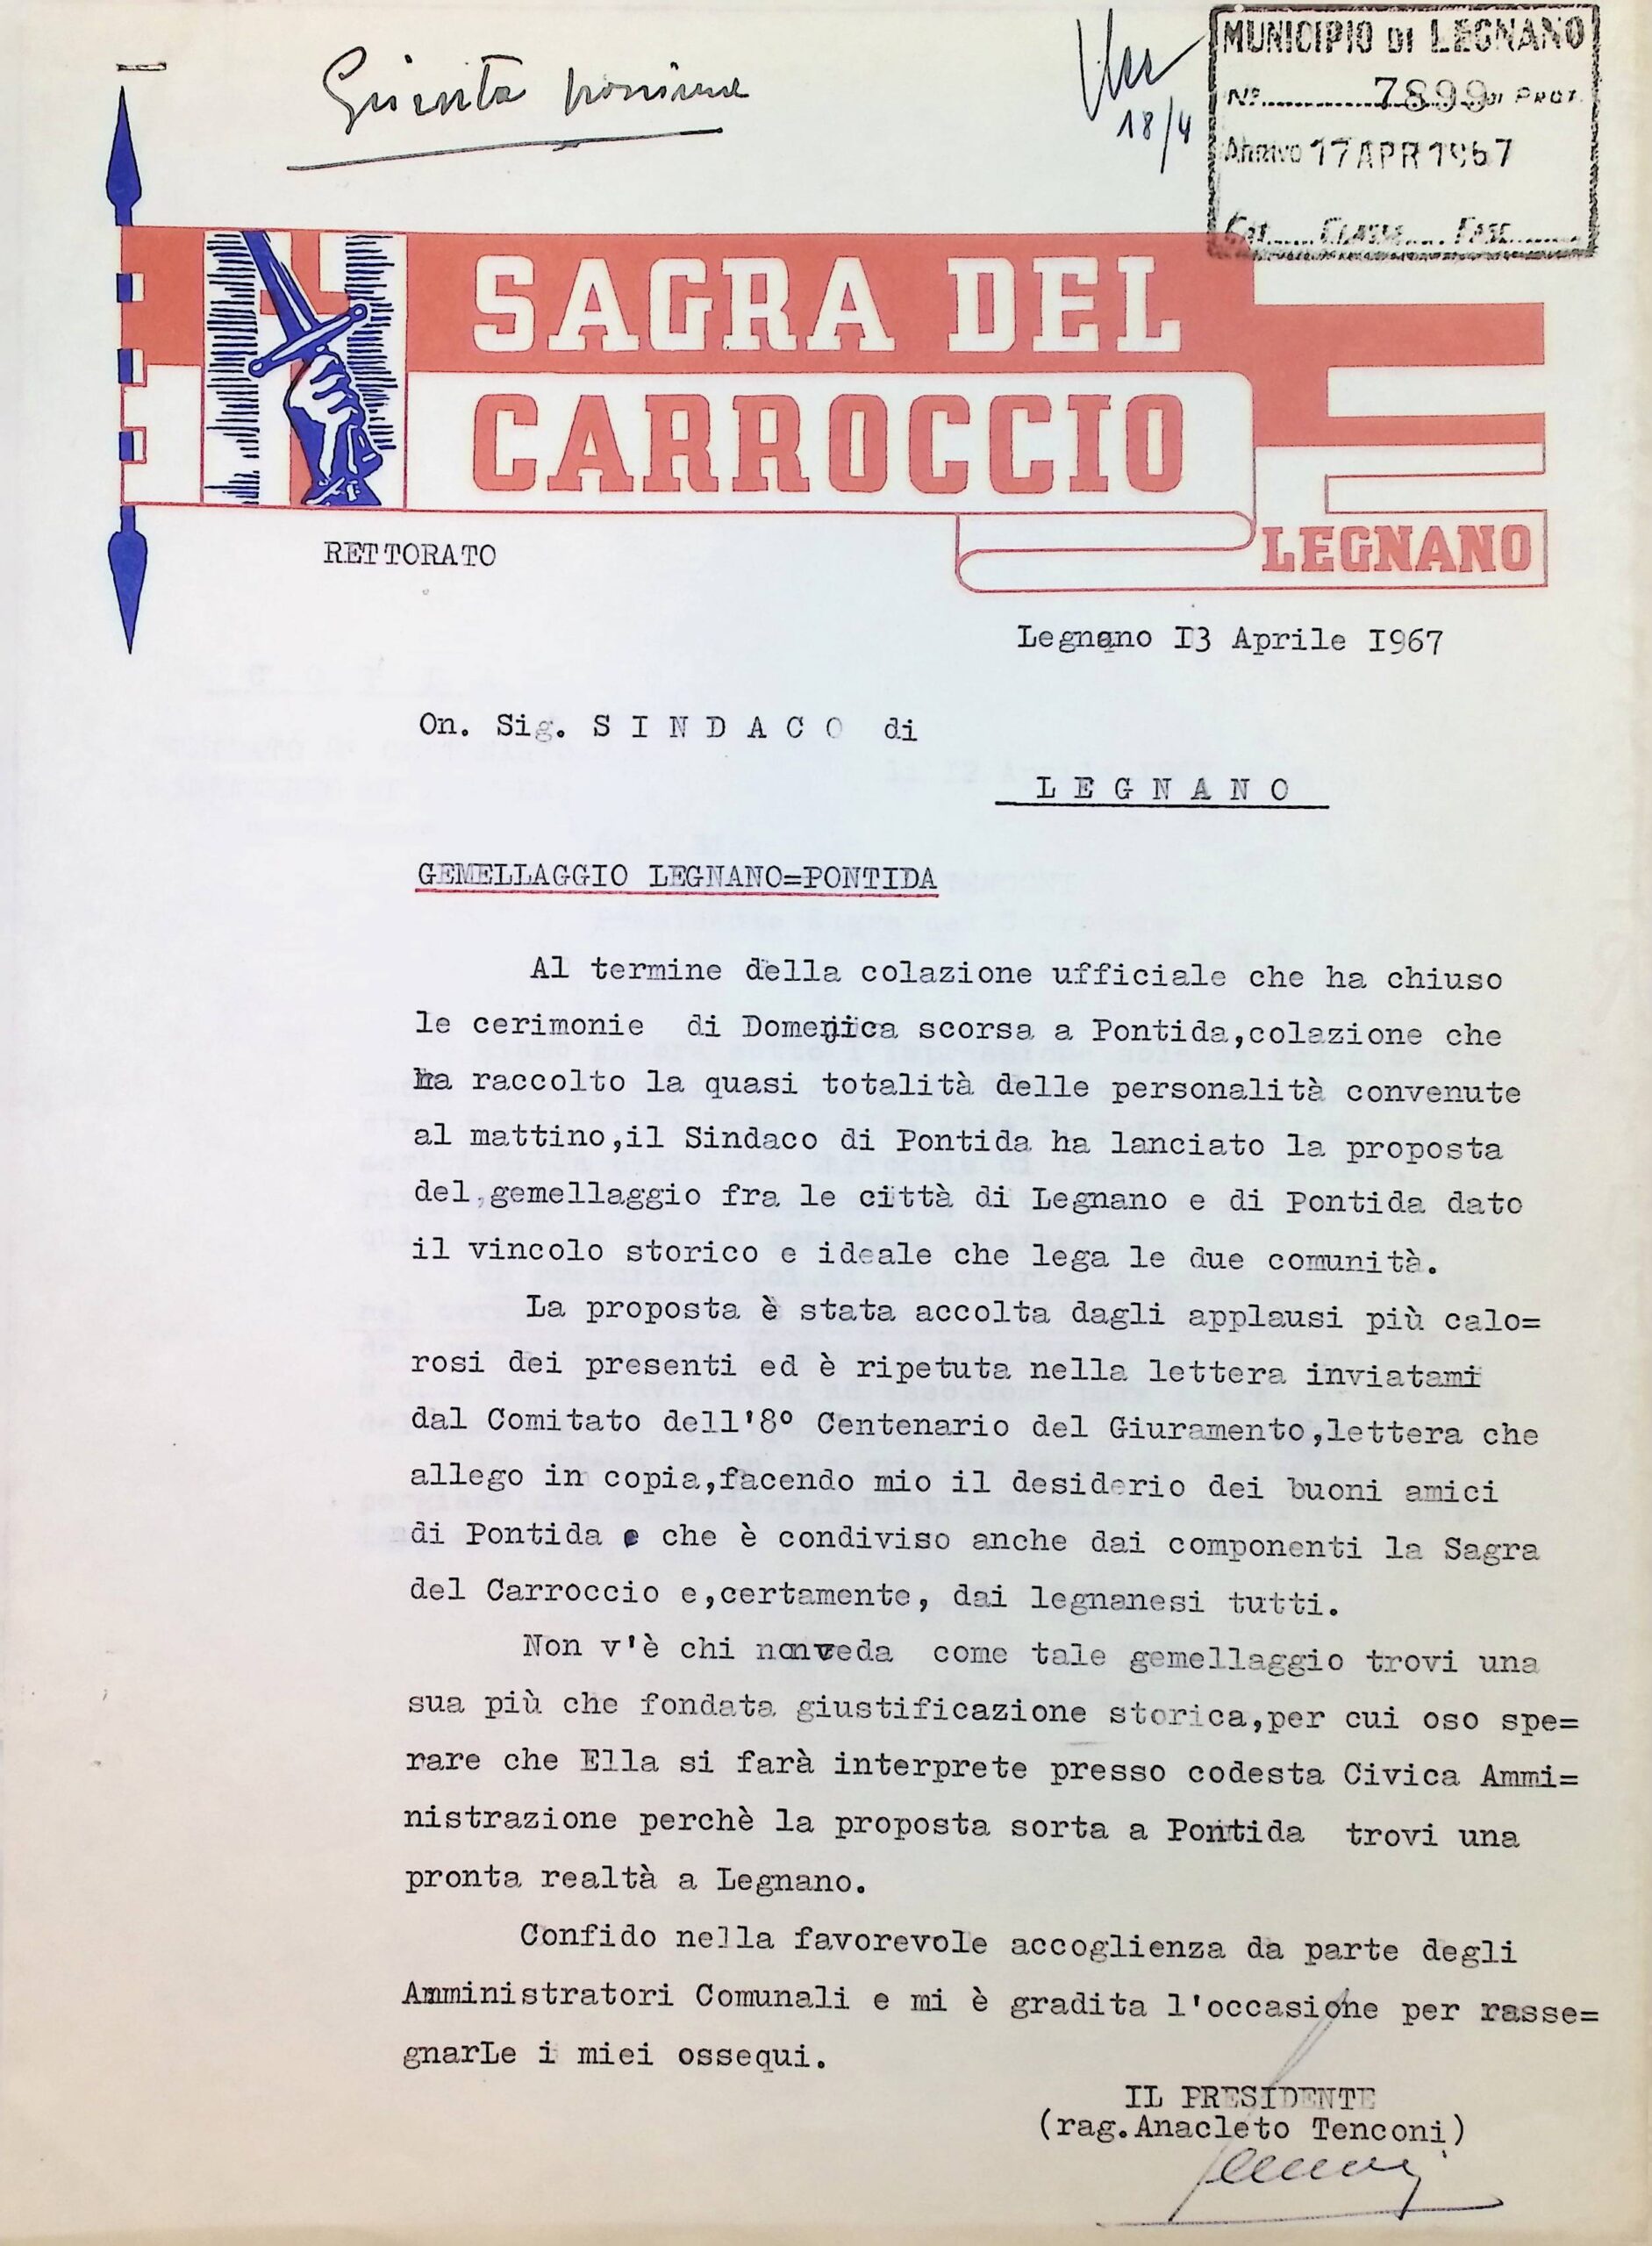 Giunta
18/4
MUNICIPIO DI LEGNANO
Nº 7899 DI PROT.
Arrivo 17 APR 1967
Cat. Classe Fasc.
SAGRA DEL
CARROCCIO
LEGNANO
RETTORATO
Legnano I3 Aprile I967
On. Sig. S I N D A C O di
L E G N A N O
GEMELLAGGIO LEGNANO=PONTIDA
Al termine della colazione ufficiale che ha chiuso
le cerimonie di Domenica scorsa a Pontida,colazione che
ha raccolto la quasi totalità delle personalità convenute
al mattino,il Sindaco di Pontida ha lanciato la proposta
del,gemellaggio fra le città di Legnano e di Pontida dato
il vincolo storico e ideale che lega le due comunità.
La proposta è stata accolta dagli applausi più calo=
rosi dei presenti ed è ripetuta nella lettera inviatami
dal Comitato dell'8º Centenario del Giuramento,lettera che
allego in copia,facendo mio il desiderio dei buoni amici
di Pontida e che è condiviso anche dai componenti la Sagra
del Carroccio e,certamente, dai legnanesi tutti.
Non v'è chi nonveda come tale gemellaggio trovi una
sua più che fondata giustificazione storica,per cui oso spe=
rare che Ella si farà interprete presso codesta Civica Ammi=
nistrazione perchè la proposta sorta a Pontida trovi una
pronta realtà a Legnano.
Confido nella favorevole accoglienza da parte degli
Amministratori Comunali e mi è gradita l'occasione per rasse=
gnarLe i miei ossequi.
IL PRESIDENTE
(rag.Anacleto Tenconi)